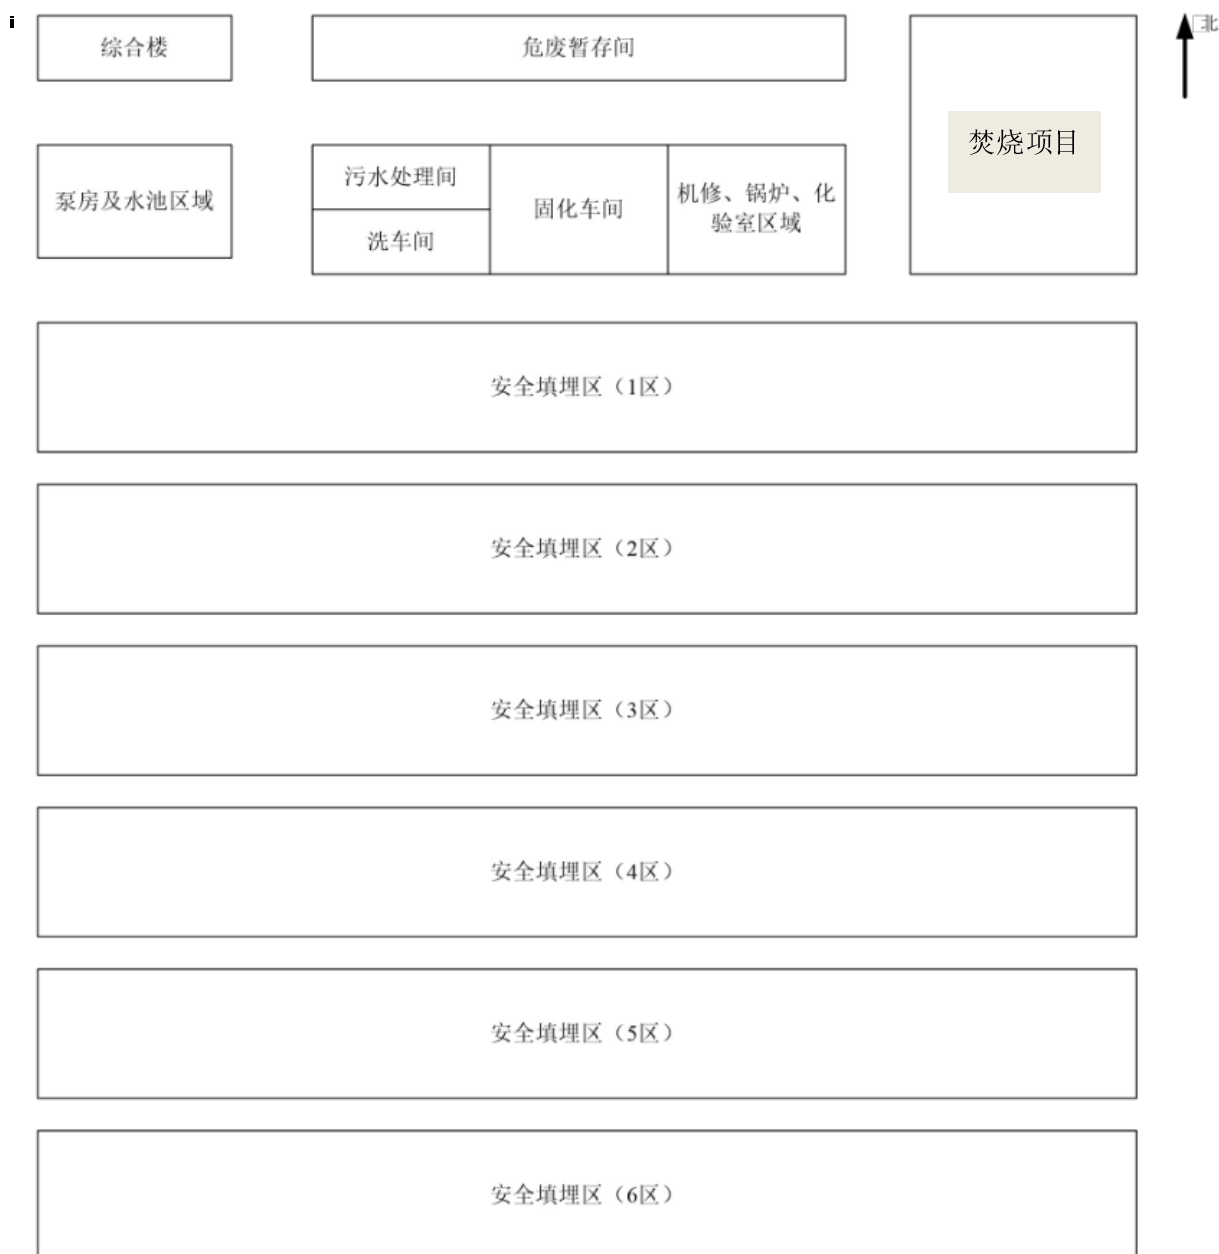 i
综合楼
危废暂存间
北
焚烧项目
泵房及水池区域
污水处理间
洗车间
固化车间
机修、锅炉、化
验室区域
安全填埋区（1区）
安全填埋区（2区）
安全填埋区（3区）
安全填埋区（4区）
安全填埋区（5区）
安全填埋区（6区）